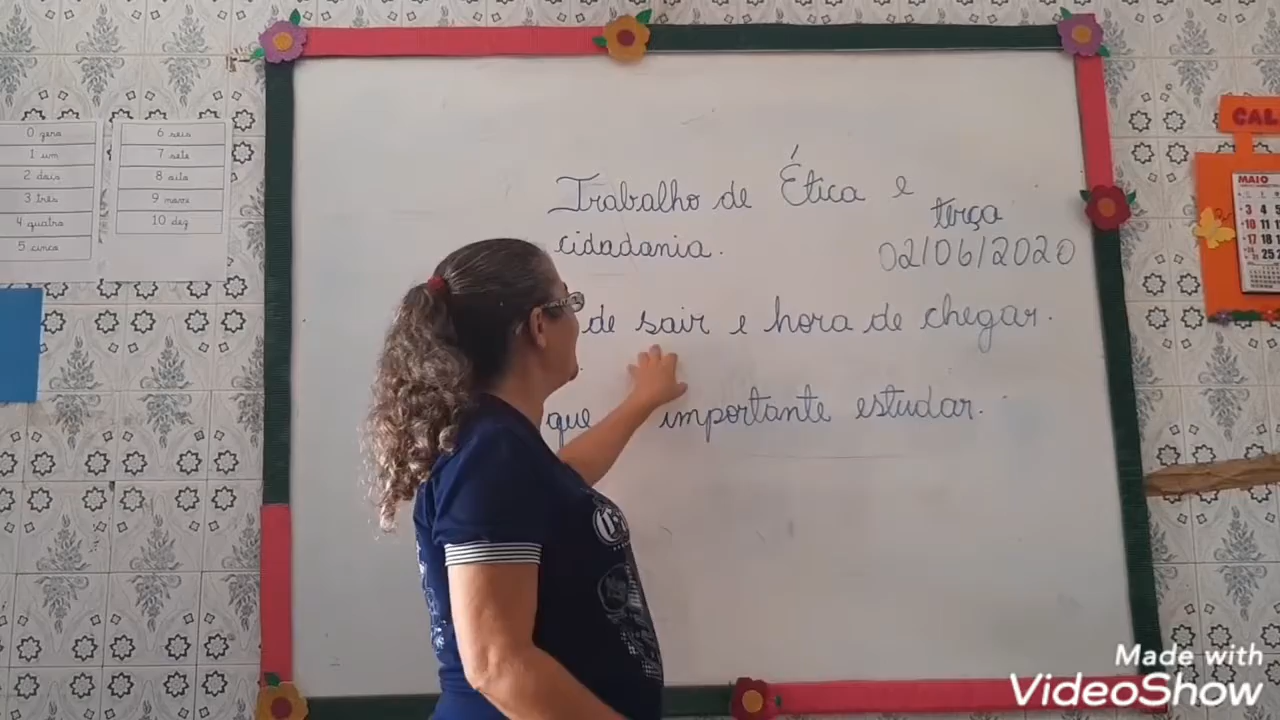 0 zero
1 um
2 dois
3 três
4 quatro
5 cinco
6 seis
7 sete
8 oito
9 nove
10 dez
Trabalho de Ética e
cidadania.
terça
02/06/2020
de sair e hora de chegar.
que importante estudar.
CAL
MAIO
Made with
VideoShow